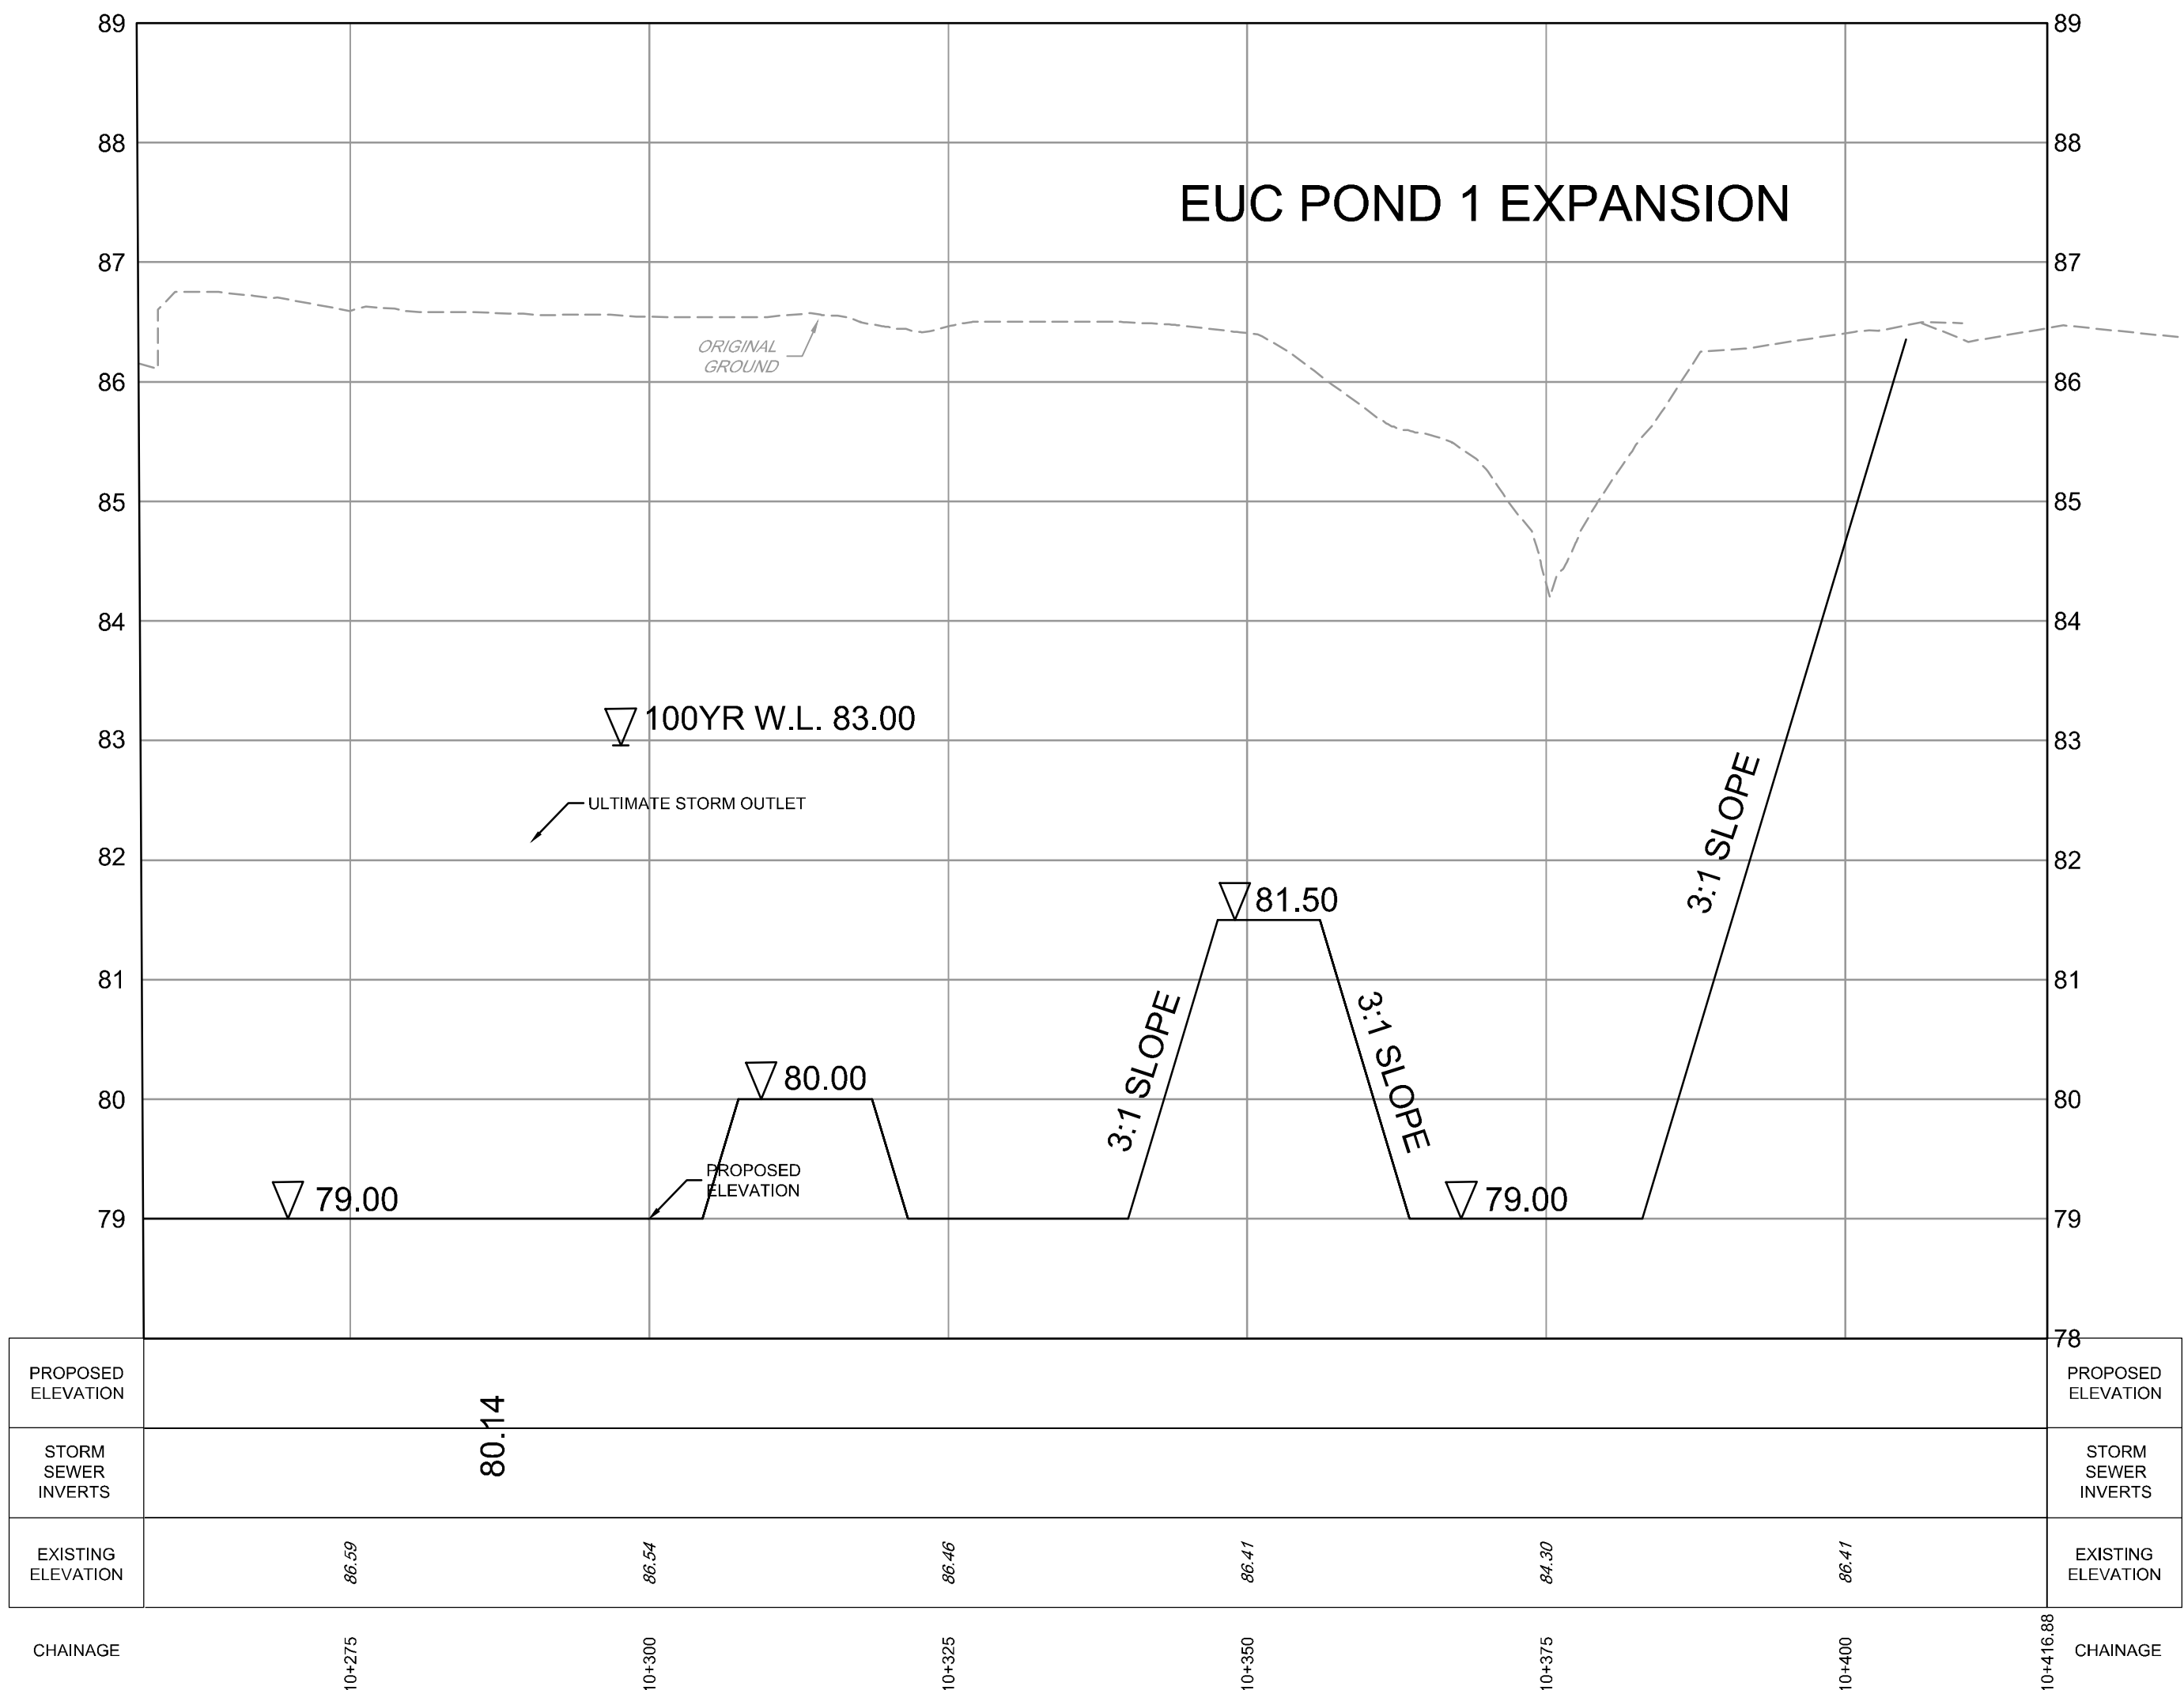 89
89
88
88
EUC POND 1 EXPANSION
87
87
ORIGINAL
GROUND
86
86
85
85
84
84
100YR W.L. 83.00
83
83
ULTIMATE STORM OUTLET
3:1 SLOPE
82
82
81.50
81
81
3:1 SLOPE
3:1 SLOPE
80.00
80
80
PROPOSED
ELEVATION
79.00
79.00
79
79
78
PROPOSED
ELEVATION
PROPOSED
ELEVATION
80.14
STORM
SEWER
INVERTS
STORM
SEWER
INVERTS
EXISTING
ELEVATION
86.59
86.54
86.46
86.41
84.30
86.41
EXISTING
ELEVATION
CHAINAGE
10+275
10+300
10+325
10+350
10+375
10+400
10+416.88
CHAINAGE